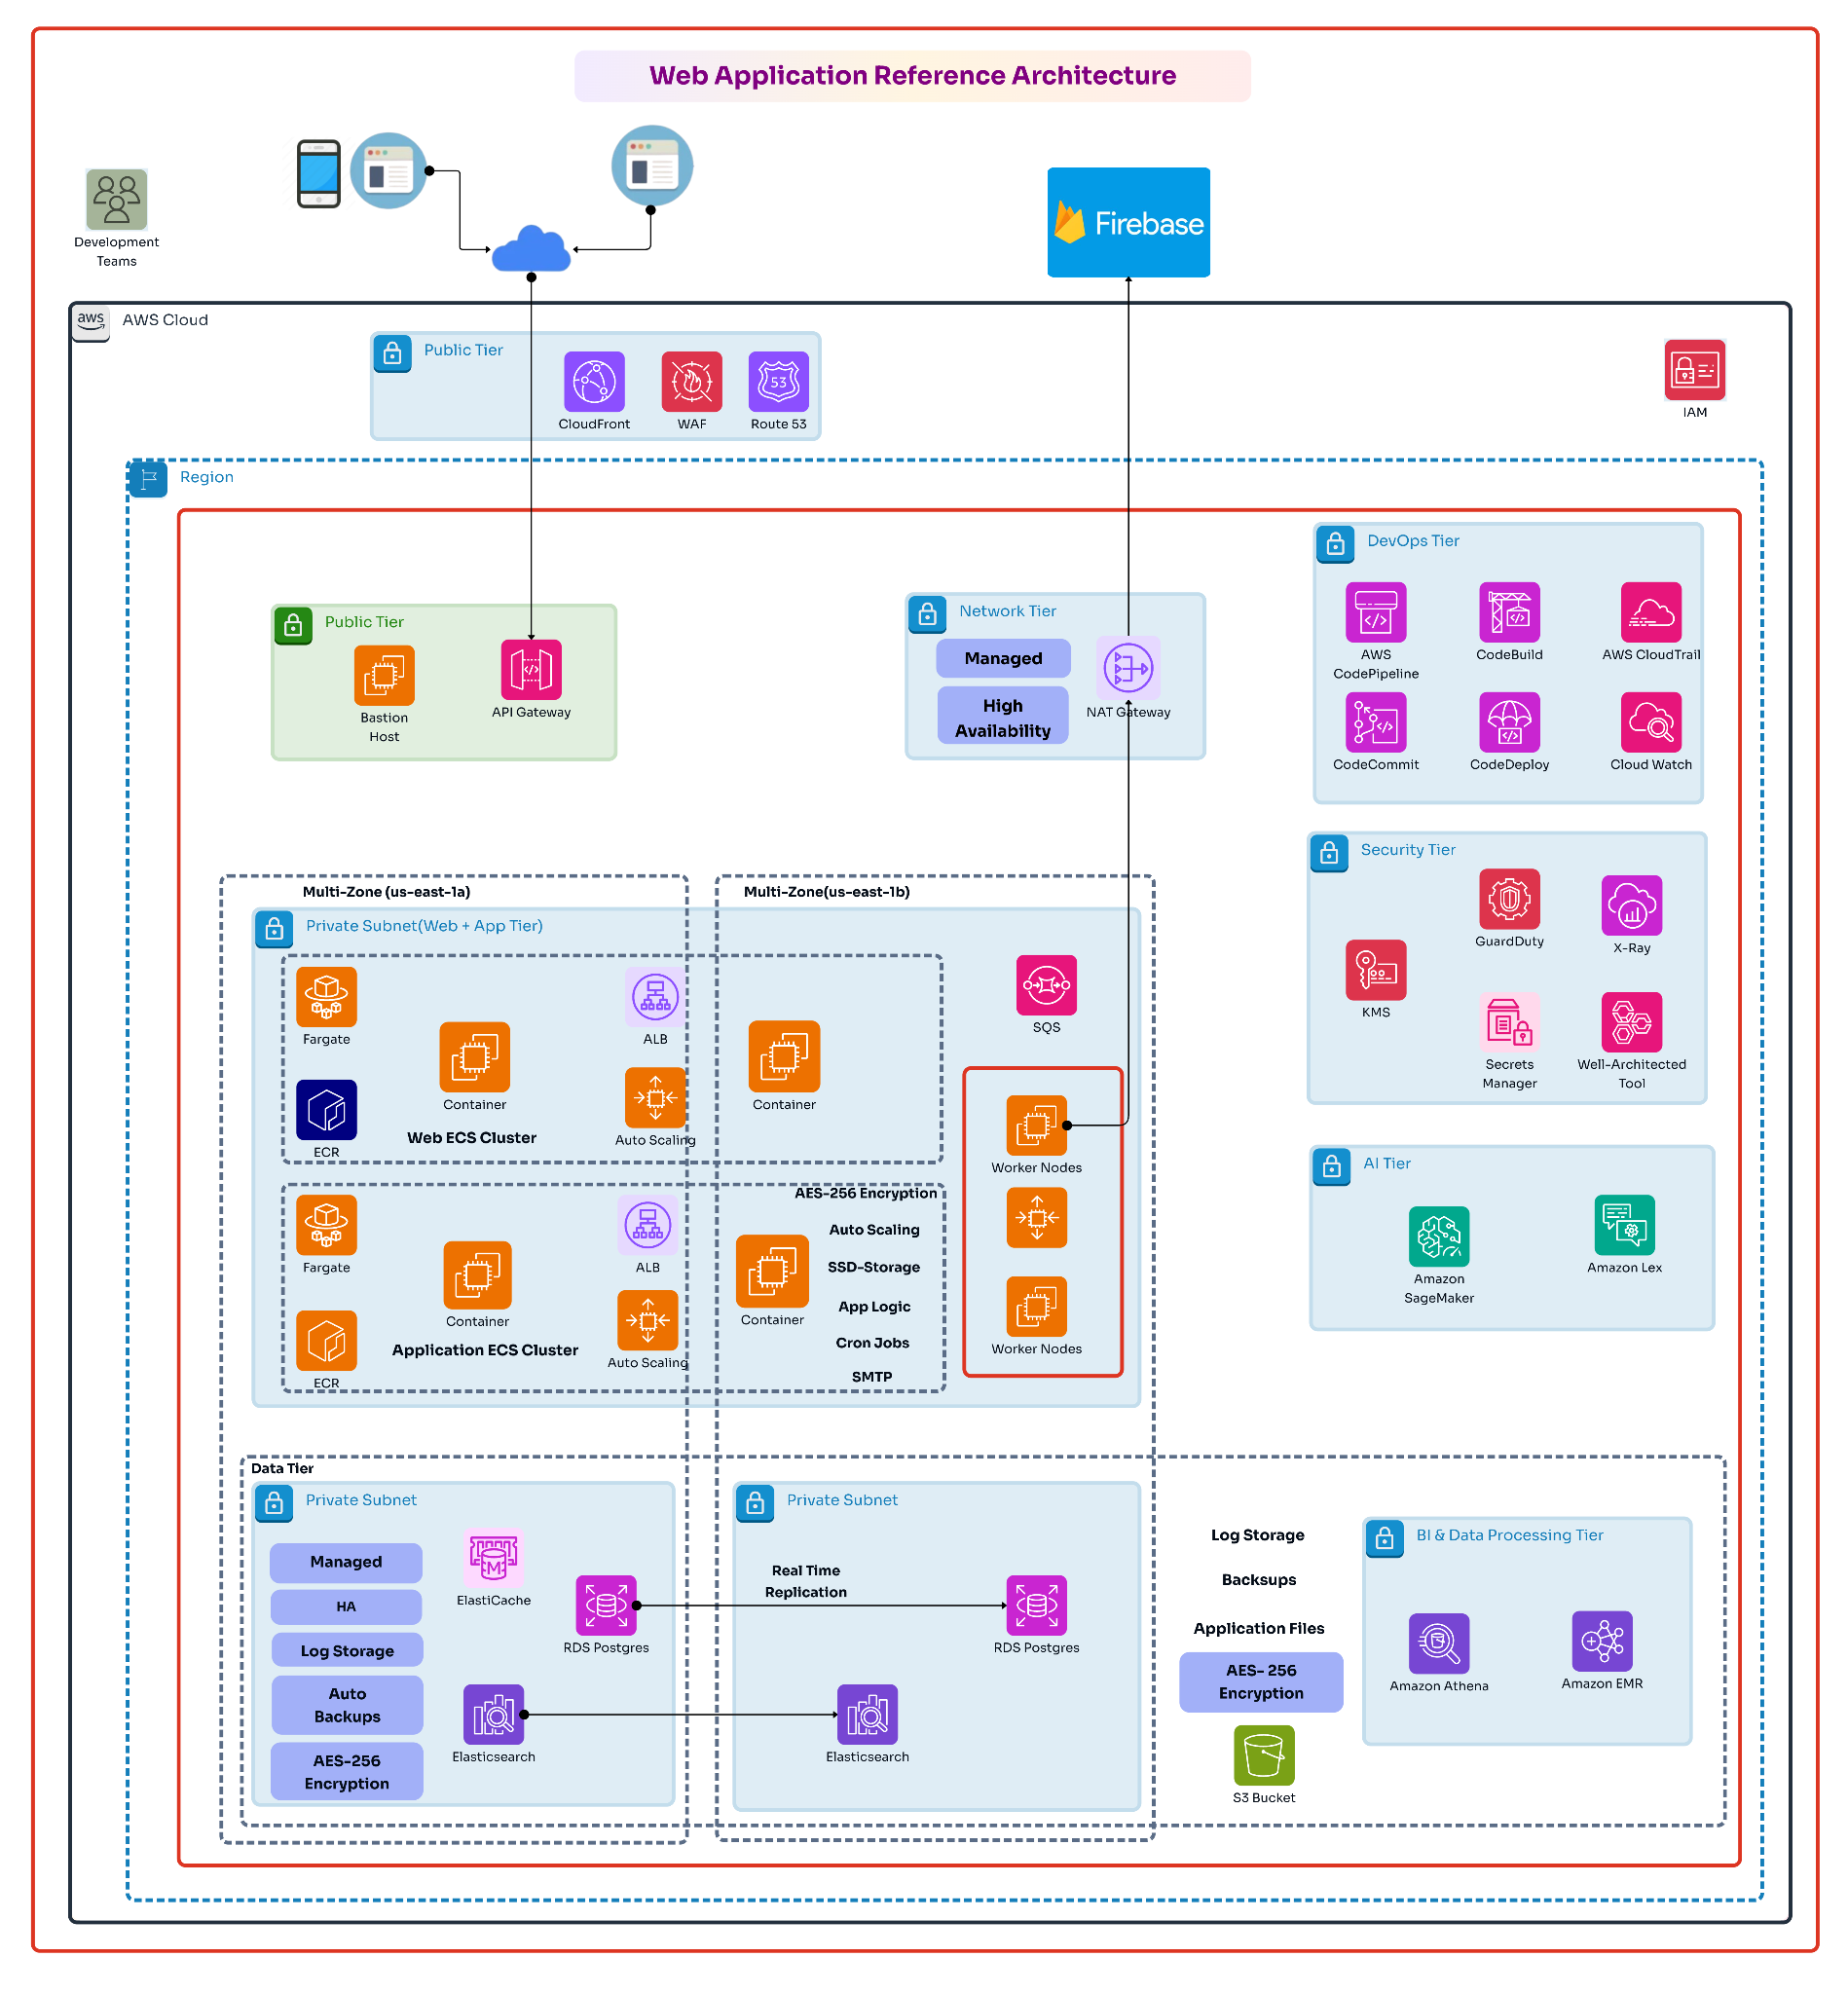 Web Application Reference Architecture
Development
Teams
Firebase
aws
AWS Cloud
Public Tier
CloudFront
WAF
53
Route 53
IAM
Region
Public Tier
Bastion
Host
API Gateway
Network Tier
Managed
High
Availability
NAT Gateway
DevOps Tier
AWS
CodePipeline
CodeBuild
AWS CloudTrail
CodeCommit
CodeDeploy
Cloud Watch
Security Tier
GuardDuty
X-Ray
KMS
Secrets
Manager
Well-Architected
Tool
AI Tier
Amazon
SageMaker
Amazon Lex
Multi-Zone (us-east-1a)
Multi-Zone(us-east-1b)
Private Subnet(Web + App Tier)
Fargate
Container
ALB
Container
SQS
ECR
Web ECS Cluster
Auto Scaling
Worker Nodes
Fargate
Container
ALB
Container
ECR
Application ECS Cluster
Auto Scaling
AES-256 Encryption
Auto Scaling
SSD-Storage
App Logic
Cron Jobs
SMTP
Worker Nodes
Data Tier
Private Subnet
Managed
HA
Log Storage
Auto
Backups
AES-256
Encryption
M
ElastiCache
RDS Postgres
Elasticsearch
Private Subnet
Real Time
Replication
RDS Postgres
Elasticsearch
Log Storage
Backsups
Application Files
AES- 256
Encryption
S3 Bucket
BI & Data Processing Tier
Amazon Athena
Amazon EMR